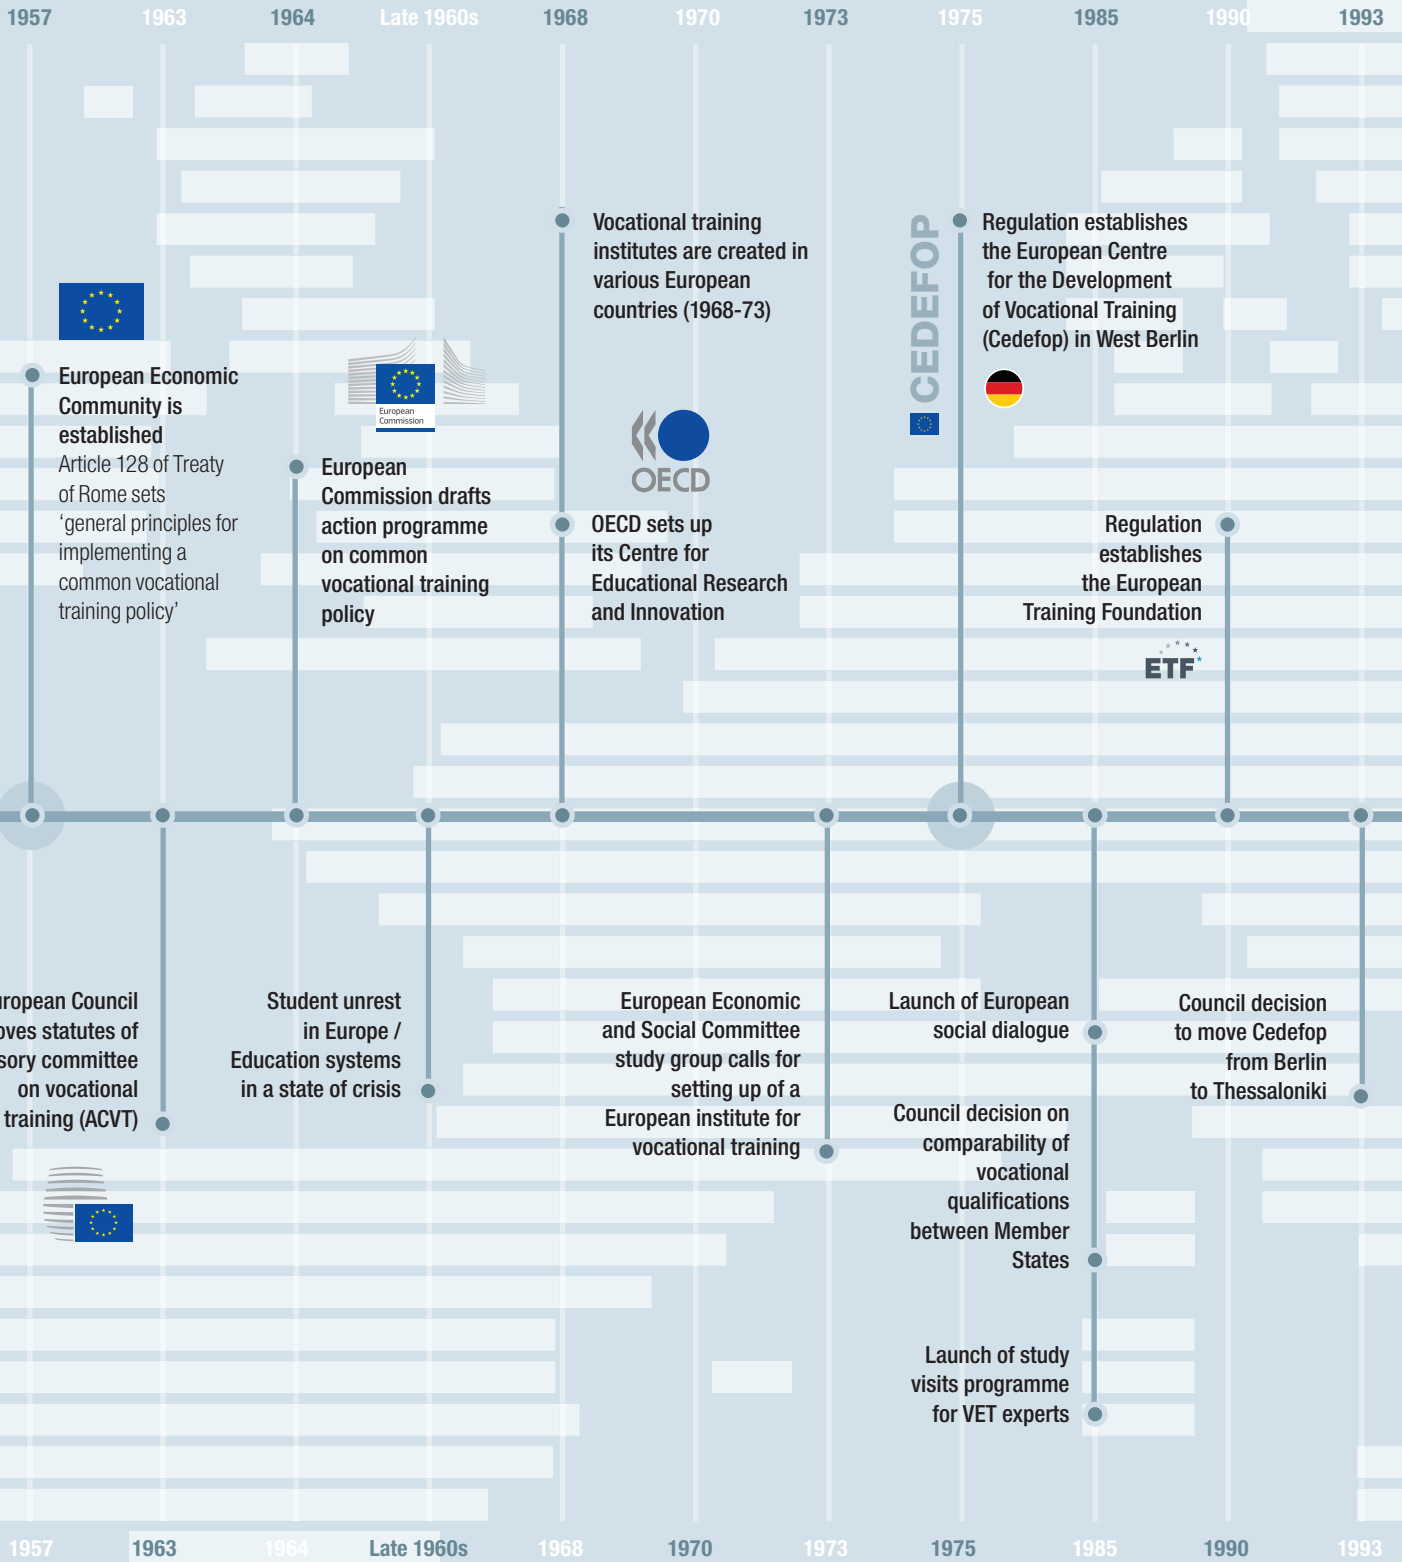 1957 1963 1964 Late 1960s 1968 1970 1973 1975 1985 1990 1993
European Economic
Community is
established
Article 128 of Treaty
of Rome sets
‘general principles for
implementing a
common vocational
training policy’
European
Commission
European
Commission drafts
action programme
on common
vocational training
policy
Vocational training
institutes are created in
various European
countries (1968-73)
OECD
OECD sets up
its Centre for
Educational Research
and Innovation
CEDEFOP
Regulation establishes
the European Centre
for the Development
of Vocational Training
(Cedefop) in West Berlin
Regulation
establishes
the European
Training Foundation
ETF
Council
statutes of
committee
on vocational
training (ACVT)
Student unrest
in Europe /
Education systems
in a state of crisis
European Economic
and Social Committee
study group calls for
setting up of a
European institute for
vocational training
Launch of European
social dialogue
Council decision on
comparability of
vocational
qualifications
between Member
States
Launch of study
visits programme
for VET experts
Council decision
to move Cedefop
from Berlin
to Thessaloniki
1957 1963 1964 Late 1960s 1968 1970 1973 1975 1985 1990 1993